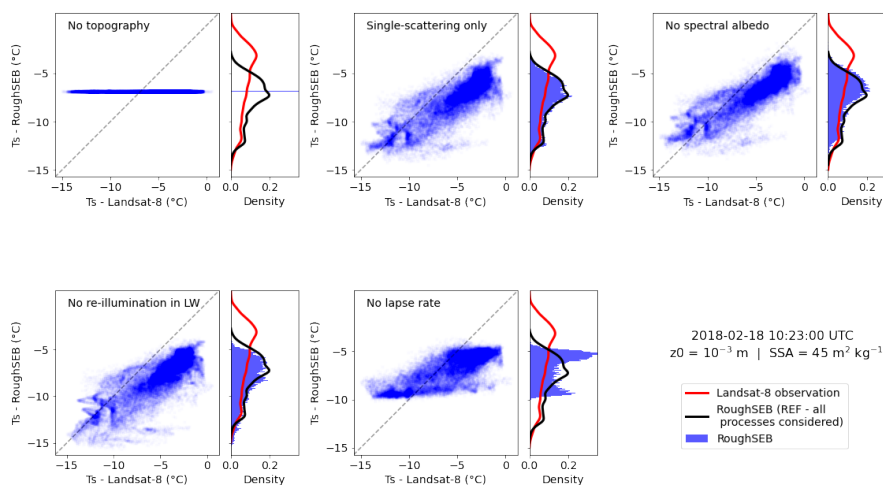 No topography
Ts - RoughSEB (°C)
−5
−10
−15
−15
−10
−5
0
Ts - Landsat-8 (°C)
0.0
0.2
Density
Single-scattering only
Ts - RoughSEB (°C)
−5
−10
−15
−15
−10
−5
0
Ts - Landsat-8 (°C)
0.0
0.2
Density
No spectral albedo
Ts - RoughSEB (°C)
−5
−10
−15
−15
−10
−5
0
Ts - Landsat-8 (°C)
0.0
0.2
Density
No re-illumination in LW
Ts - RoughSEB (°C)
−5
−10
−15
−15
−10
−5
0
Ts - Landsat-8 (°C)
0.0
0.2
Density
No lapse rate
Ts - RoughSEB (°C)
−5
−10
−15
−15
−10
−5
0
Ts - Landsat-8 (°C)
0.0
0.2
Density
2018-02-18 10:23:00 UTC
z0 = 10⁻³ m | SSA = 45 m² kg⁻¹
Landsat-8 observation
RoughSEB (REF - all
processes considered)
RoughSEB